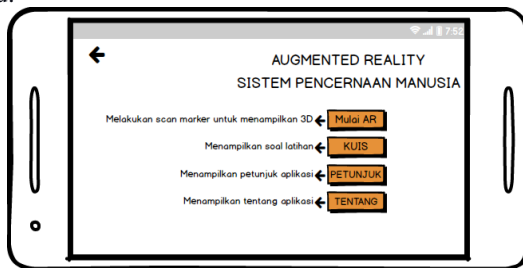 7:52
AUGMENTED REALITY
SISTEM PENCERNAAN MANUSIA
Melakukan scan marker untuk menampilkan 3D Mulai AR
Menampilkan soal latihan KUIS
Menampilkan petunjuk aplikasi PETUNJUK
Menampilkan tentang aplikasi TENTANG